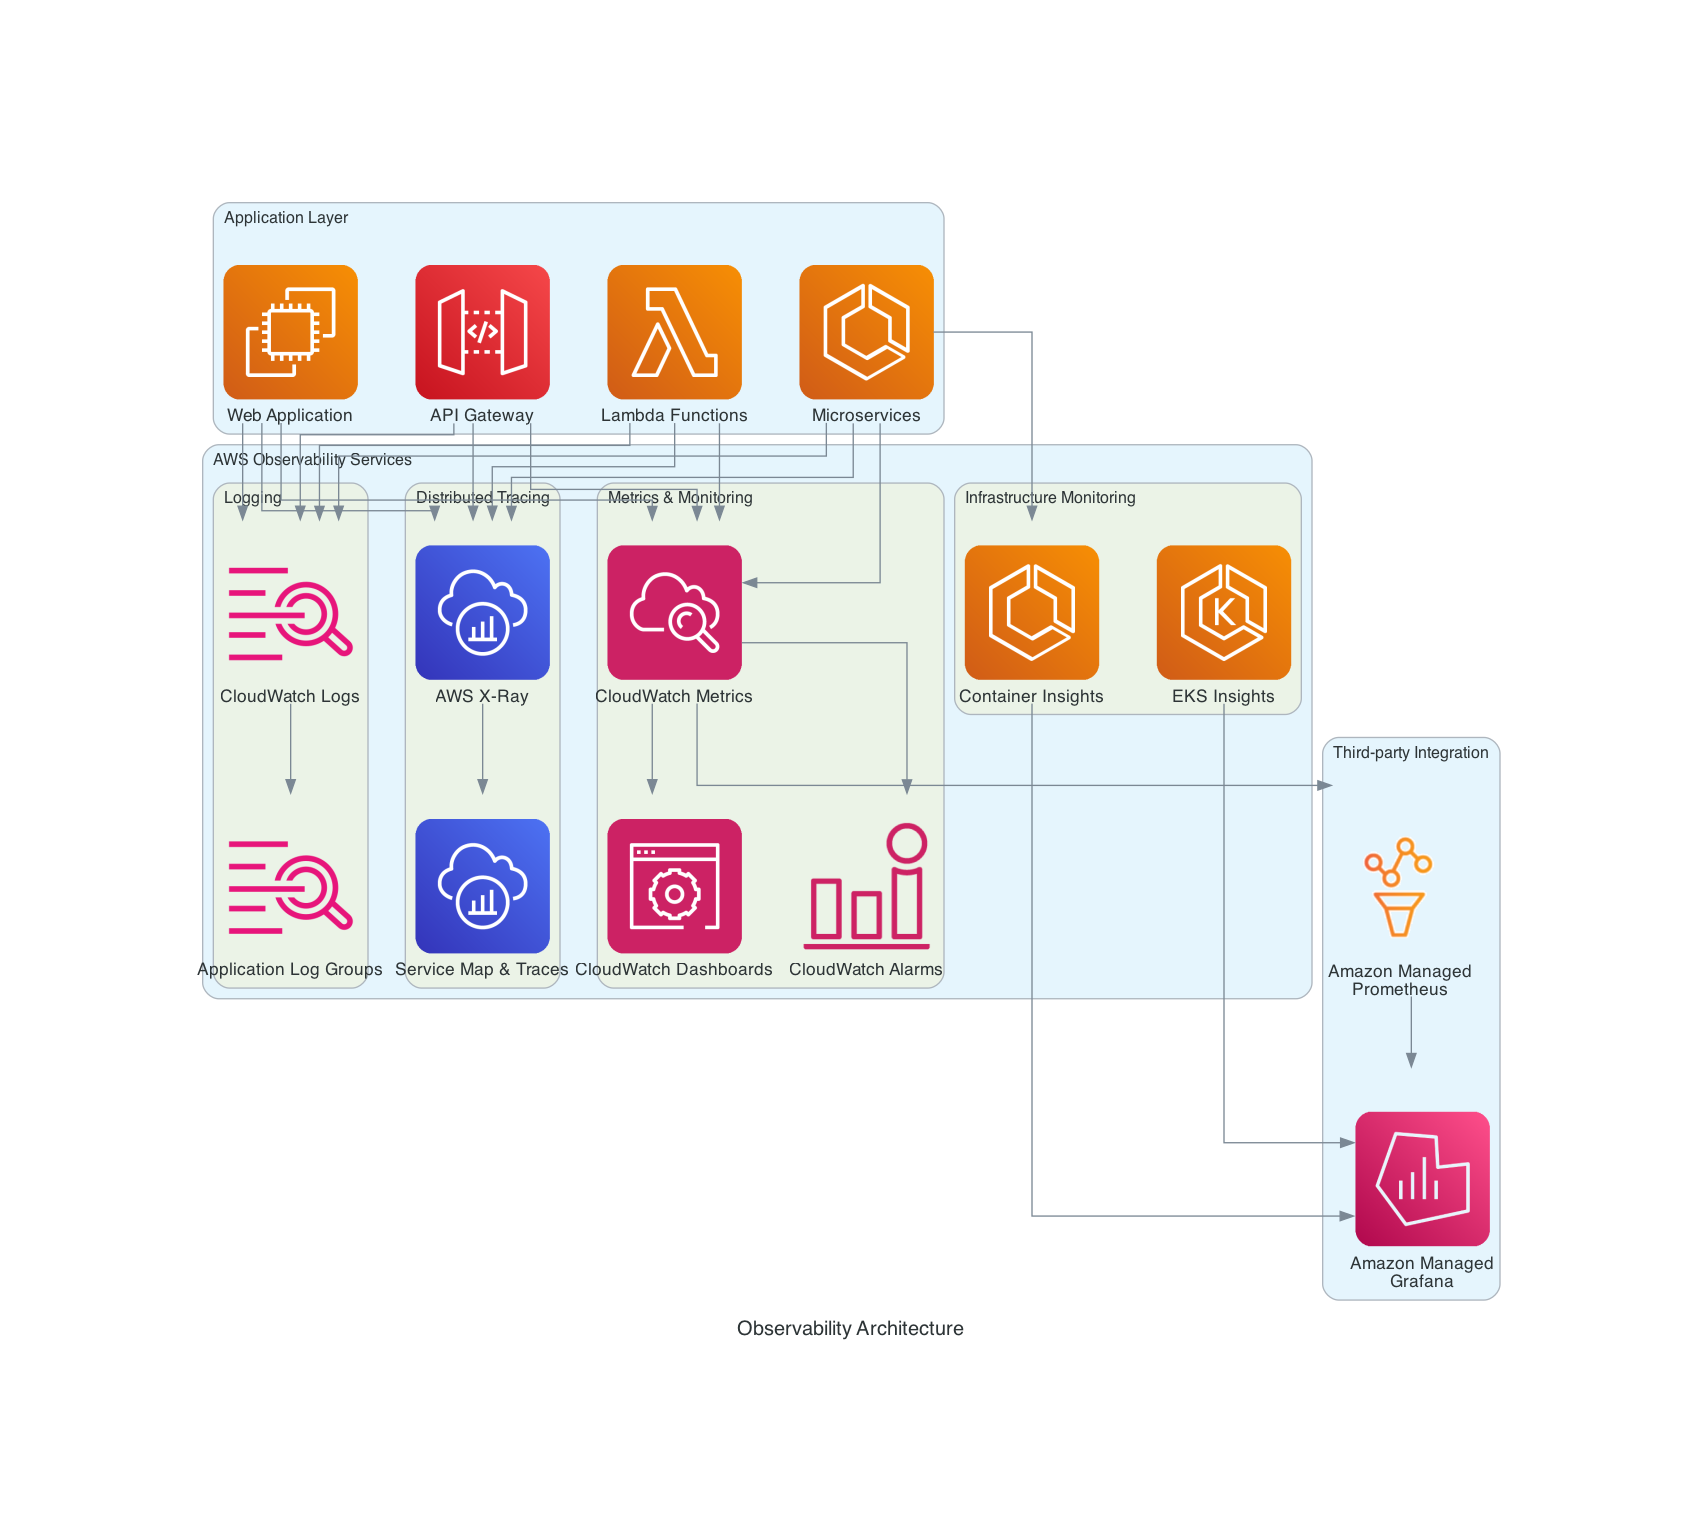 Application Layer
Web Application
API Gateway
Lambda Functions
Microservices
AWS Observability Services
Logging
Distributed Tracing
Metrics & Monitoring
Infrastructure Monitoring
K
CloudWatch Logs
AWS X-Ray
CloudWatch Metrics
Container Insights
EKS Insights
Third-party Integration
Application Log Groups
Service Map & Traces
CloudWatch Dashboards
CloudWatch Alarms
Amazon Managed
Prometheus
Amazon Managed
Grafana
Observability Architecture